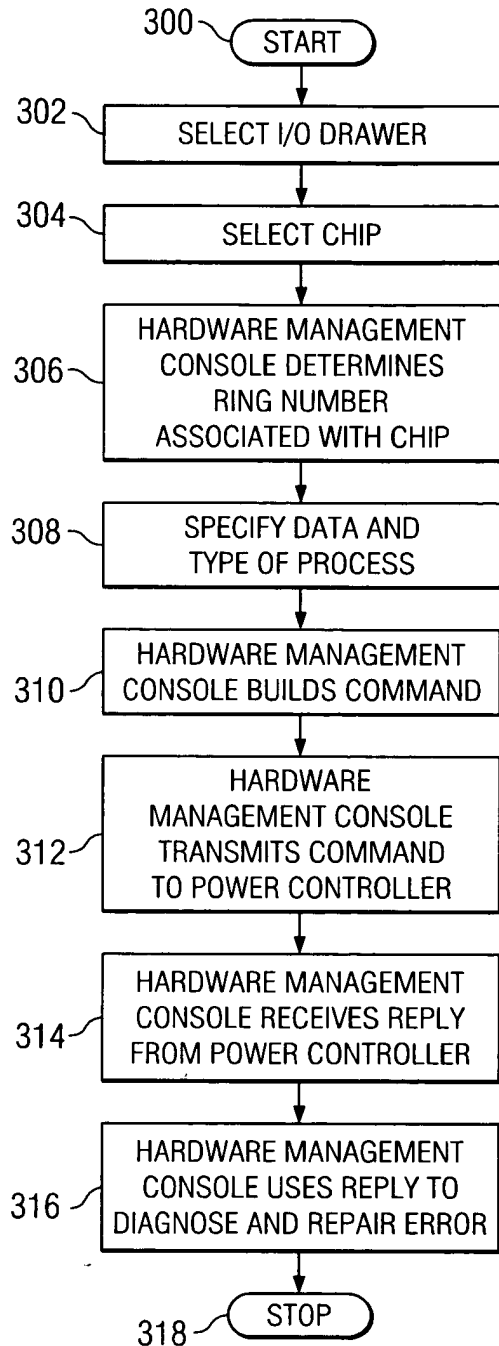 300
START
302
SELECT I/O DRAWER
304
SELECT CHIP
306
HARDWARE MANAGEMENT
CONSOLE DETERMINES
RING NUMBER
ASSOCIATED WITH CHIP
308
SPECIFY DATA AND
TYPE OF PROCESS
310
HARDWARE MANAGEMENT
CONSOLE BUILDS COMMAND
312
HARDWARE
MANAGEMENT CONSOLE
TRANSMITS COMMAND
TO POWER CONTROLLER
314
HARDWARE MANAGEMENT
CONSOLE RECEIVES REPLY
FROM POWER CONTROLLER
316
HARDWARE MANAGEMENT
CONSOLE USES REPLY TO
DIAGNOSE AND REPAIR ERROR
318
STOP